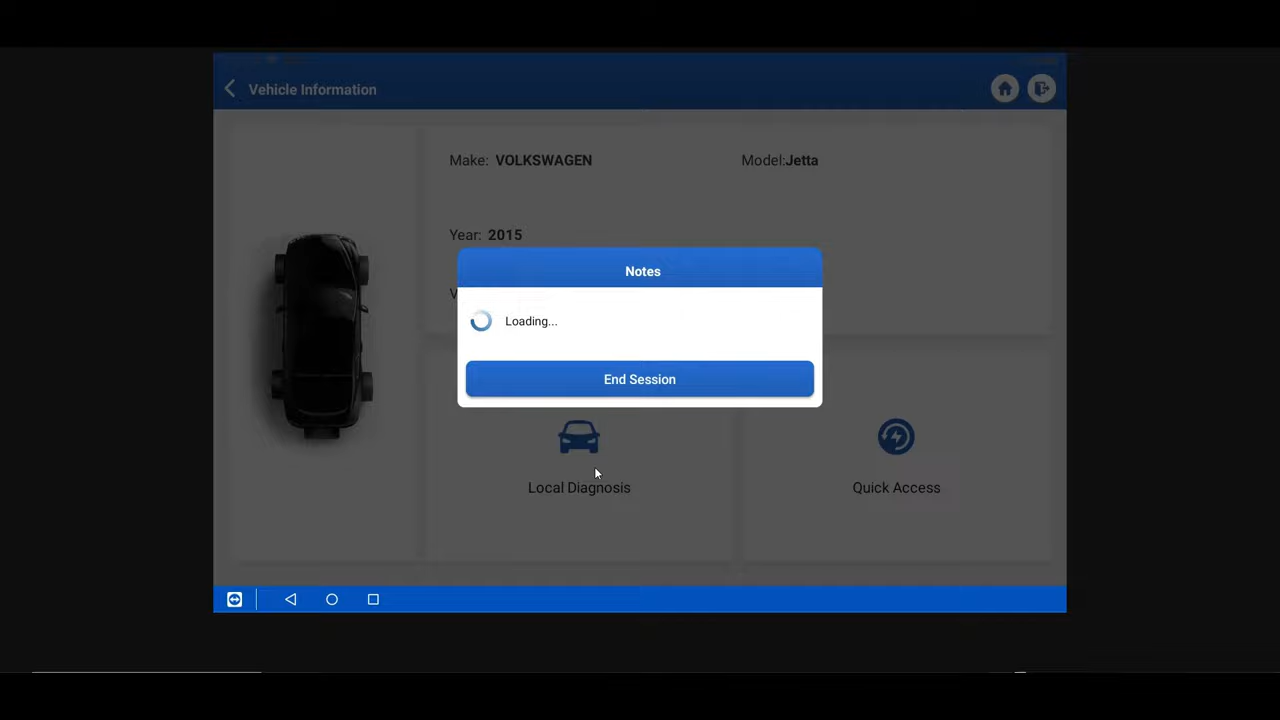 Vehicle Information
Make: VOLKSWAGEN
Model:Jetta
Year: 2015
V
Notes
Loading...
End Session
Local Diagnosis
Quick Access